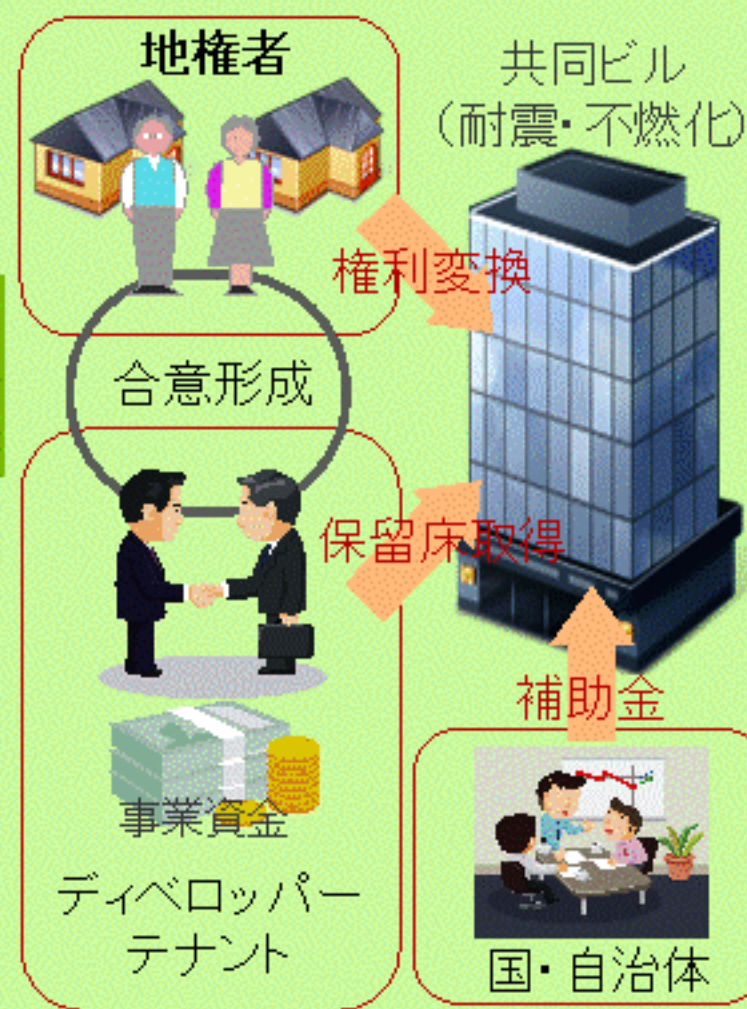 地権者
共同ビル
（耐震・不燃化）
権利変換
合意形成
保留床取得
補助金
事業資金
ディベロッパー
テナント
国・自治体